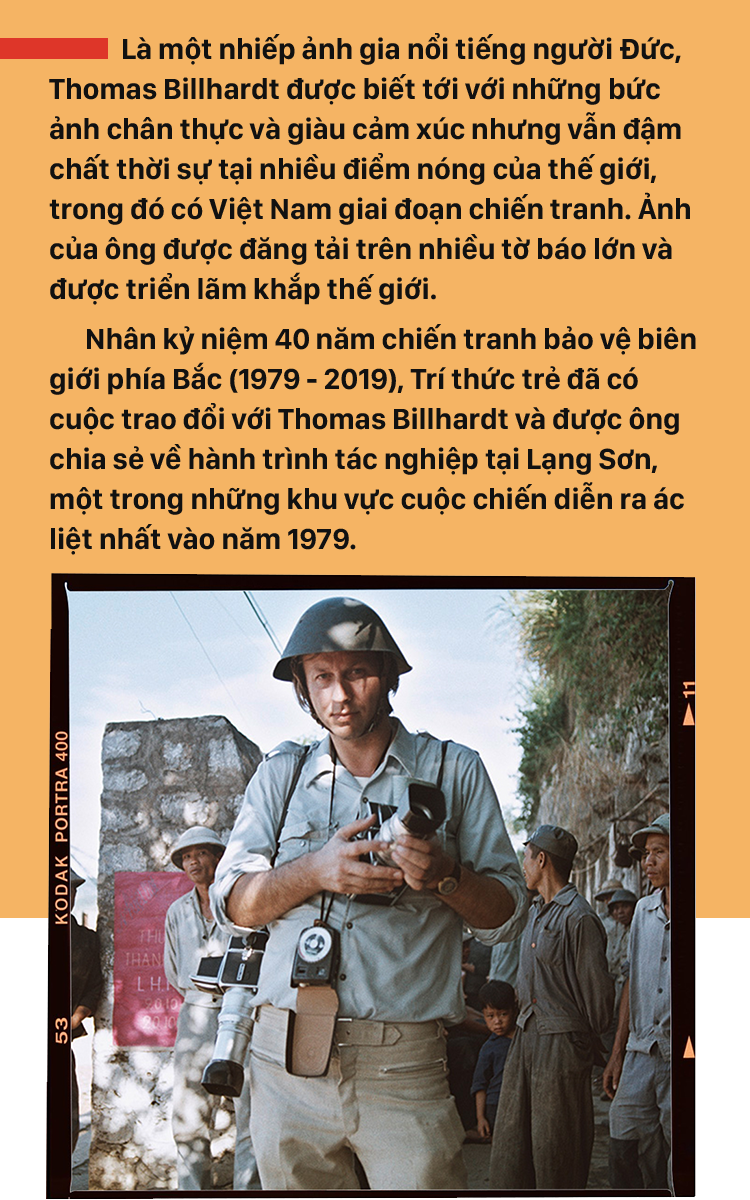 Là một nhiếp ảnh gia nổi tiếng người Đức,
Thomas Billhardt được biết tới với những bức
ảnh chân thực và giàu cảm xúc nhưng vẫn đậm
chất thời sự tại nhiều điểm nóng của thế giới,
trong đó có Việt Nam giai đoạn chiến tranh. Ảnh
của ông được đăng tải trên nhiều tờ báo lớn và
được triển lãm khắp thế giới.
Nhân kỷ niệm 40 năm chiến tranh bảo vệ biên
giới phía Bắc (1979 - 2019), Trí thức trẻ đã có
cuộc trao đổi với Thomas Billhardt và được ông
chia sẻ về hành trình tác nghiệp tại Lạng Sơn,
một trong những khu vực cuộc chiến diễn ra ác
liệt nhất vào năm 1979.
KODAK PORTRA 400
53
11
THU
THAN
L.H.
20.10
20.10